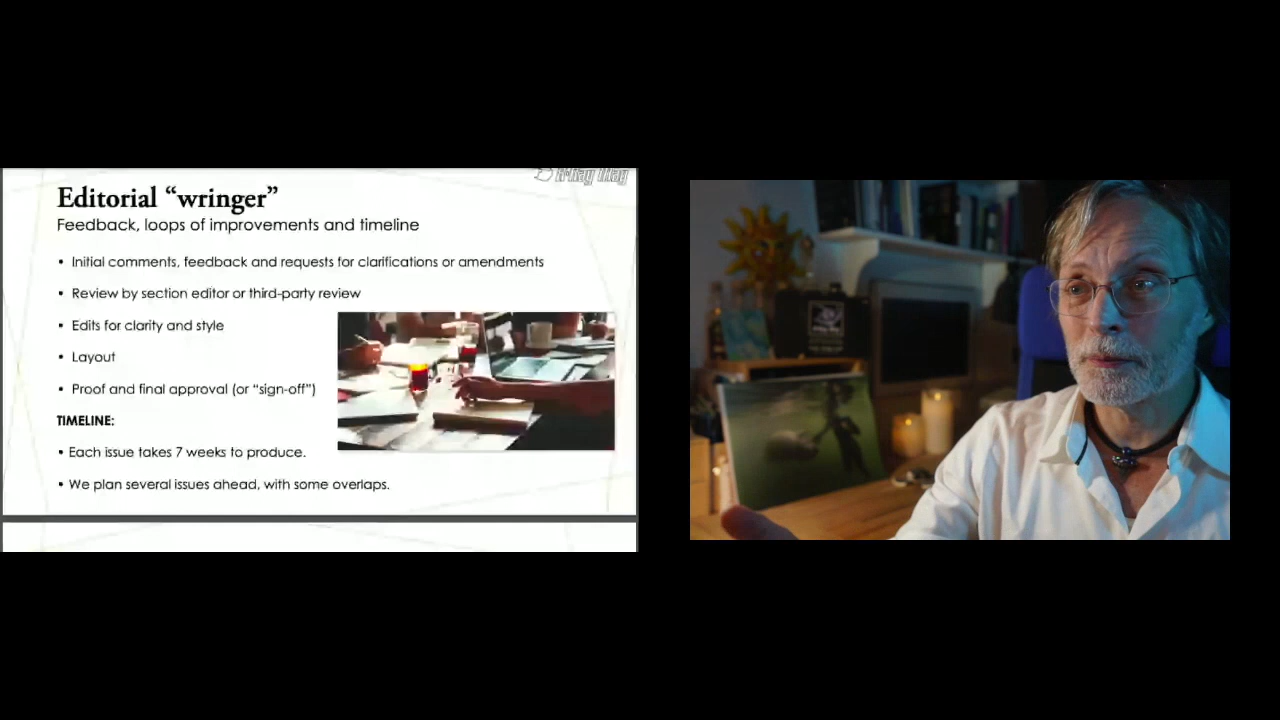 Editorial “wringer”
Feedback, loops of improvements and timeline
• Initial comments, feedback and requests for clarifications or amendments
• Review by section editor or third-party review
• Edits for clarity and style
• Layout
• Proof and final approval (or “sign-off”)
TIMELINE:
• Each issue takes 7 weeks to produce.
• We plan several issues ahead, with some overlaps.